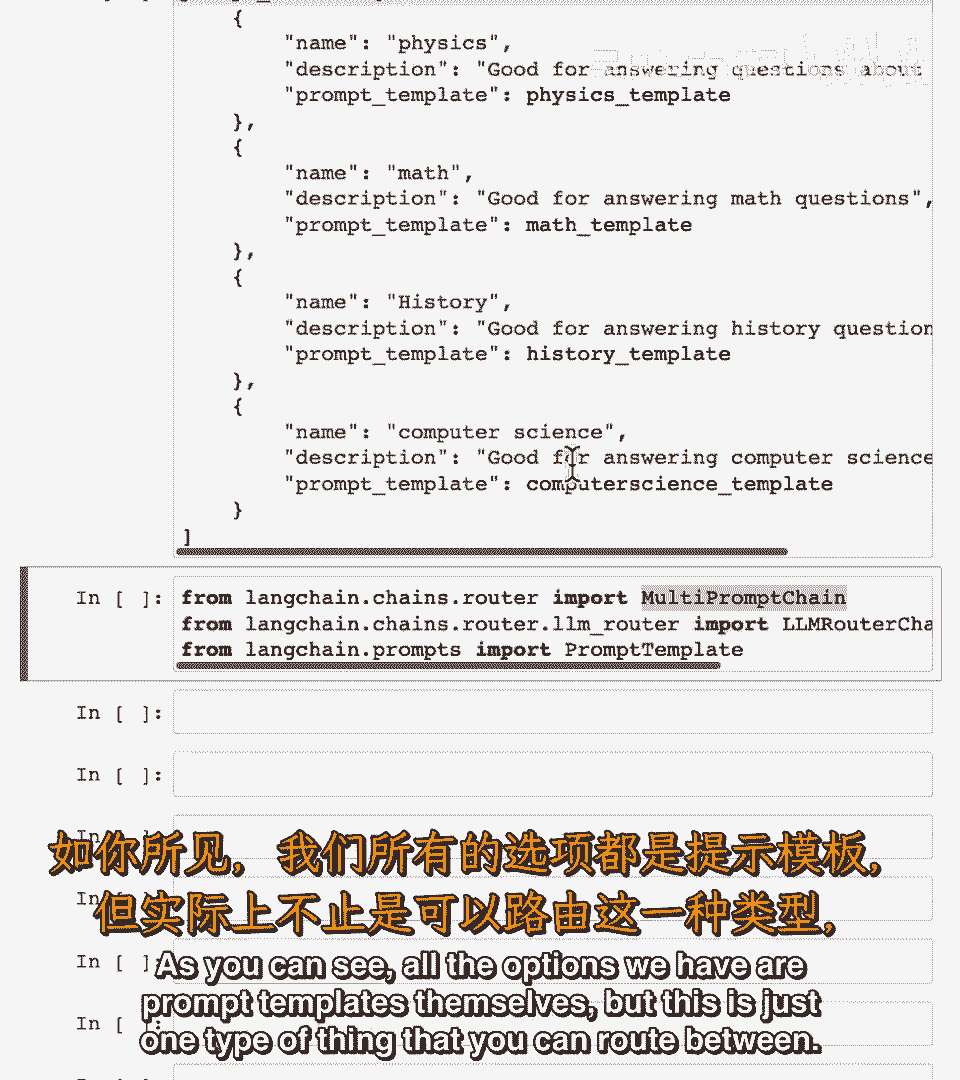 {
"name": "physics",
"description": "Good for answering questions about
"prompt_template": physics_template
},
{
"name": "math",
"description": "Good for answering math questions",
"prompt_template": math_template
},
{
"name": "History",
"description": "Good for answering history question
"prompt_template": history_template
},
{
"name": "computer science",
"description": "Good for answering computer science
"prompt_template": computerscience_template
}
]
In [ ]: from langchain.chains.router import MultiPromptChain
from langchain.chains.router.llm_router import LLMRouterCha
from langchain.prompts import PromptTemplate
In [ ]:
In [ ]:
In [ ]:
如你所见，我们所有的选项都是提示模板，
In [ ]:
但实际上不止是可以路由这一种类型，
In [ ]:
As you can see, all the options we have are
prompt templates themselves, but this is just
In [ ]:
one type of thing that you can route between.